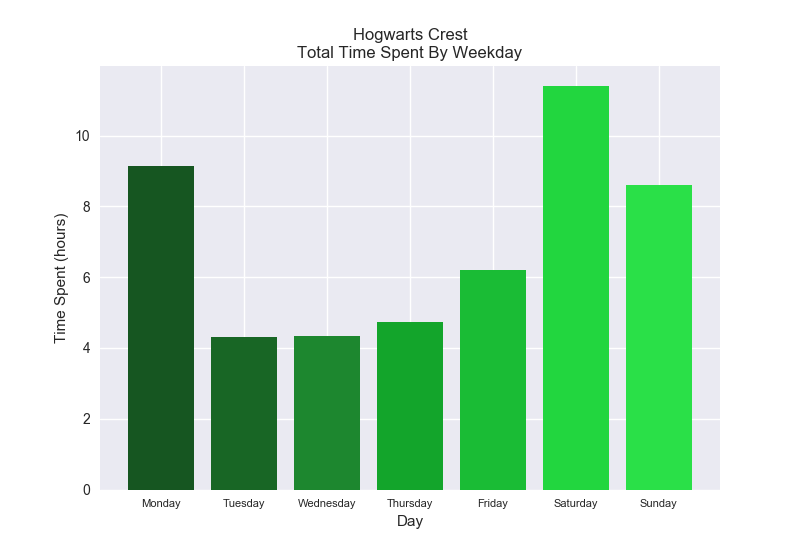 Hogwarts Crest
Total Time Spent By Weekday
Time Spent (hours)
10
8
6
4
2
0
Monday Tuesday Wednesday Thursday Friday Saturday Sunday
Day